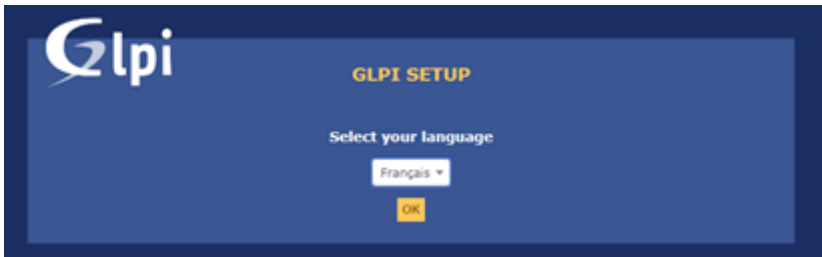 Glpi
GLPI SETUP
Select your language
Français
OK